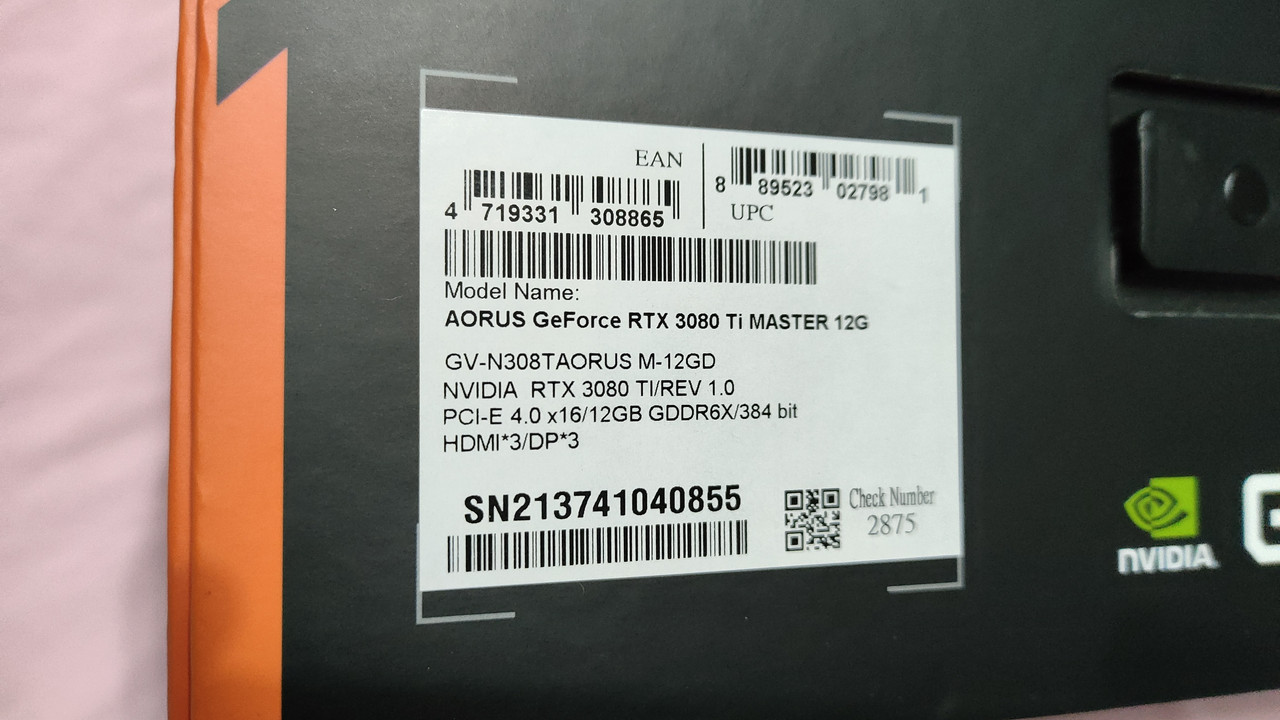 EAN
4 719331 308865
8 89523 02798 1
UPC
Model Name:
AORUS GeForce RTX 3080 Ti MASTER 12G
GV-N308TAORUS M-12GD
NVIDIA RTX 3080 TI/REV 1.0
PCI-E 4.0 x16/12GB GDDR6X/384 bit
HDMI*3/DP*3
SN213741040855
Check Number
2875
NVIDIA.
G